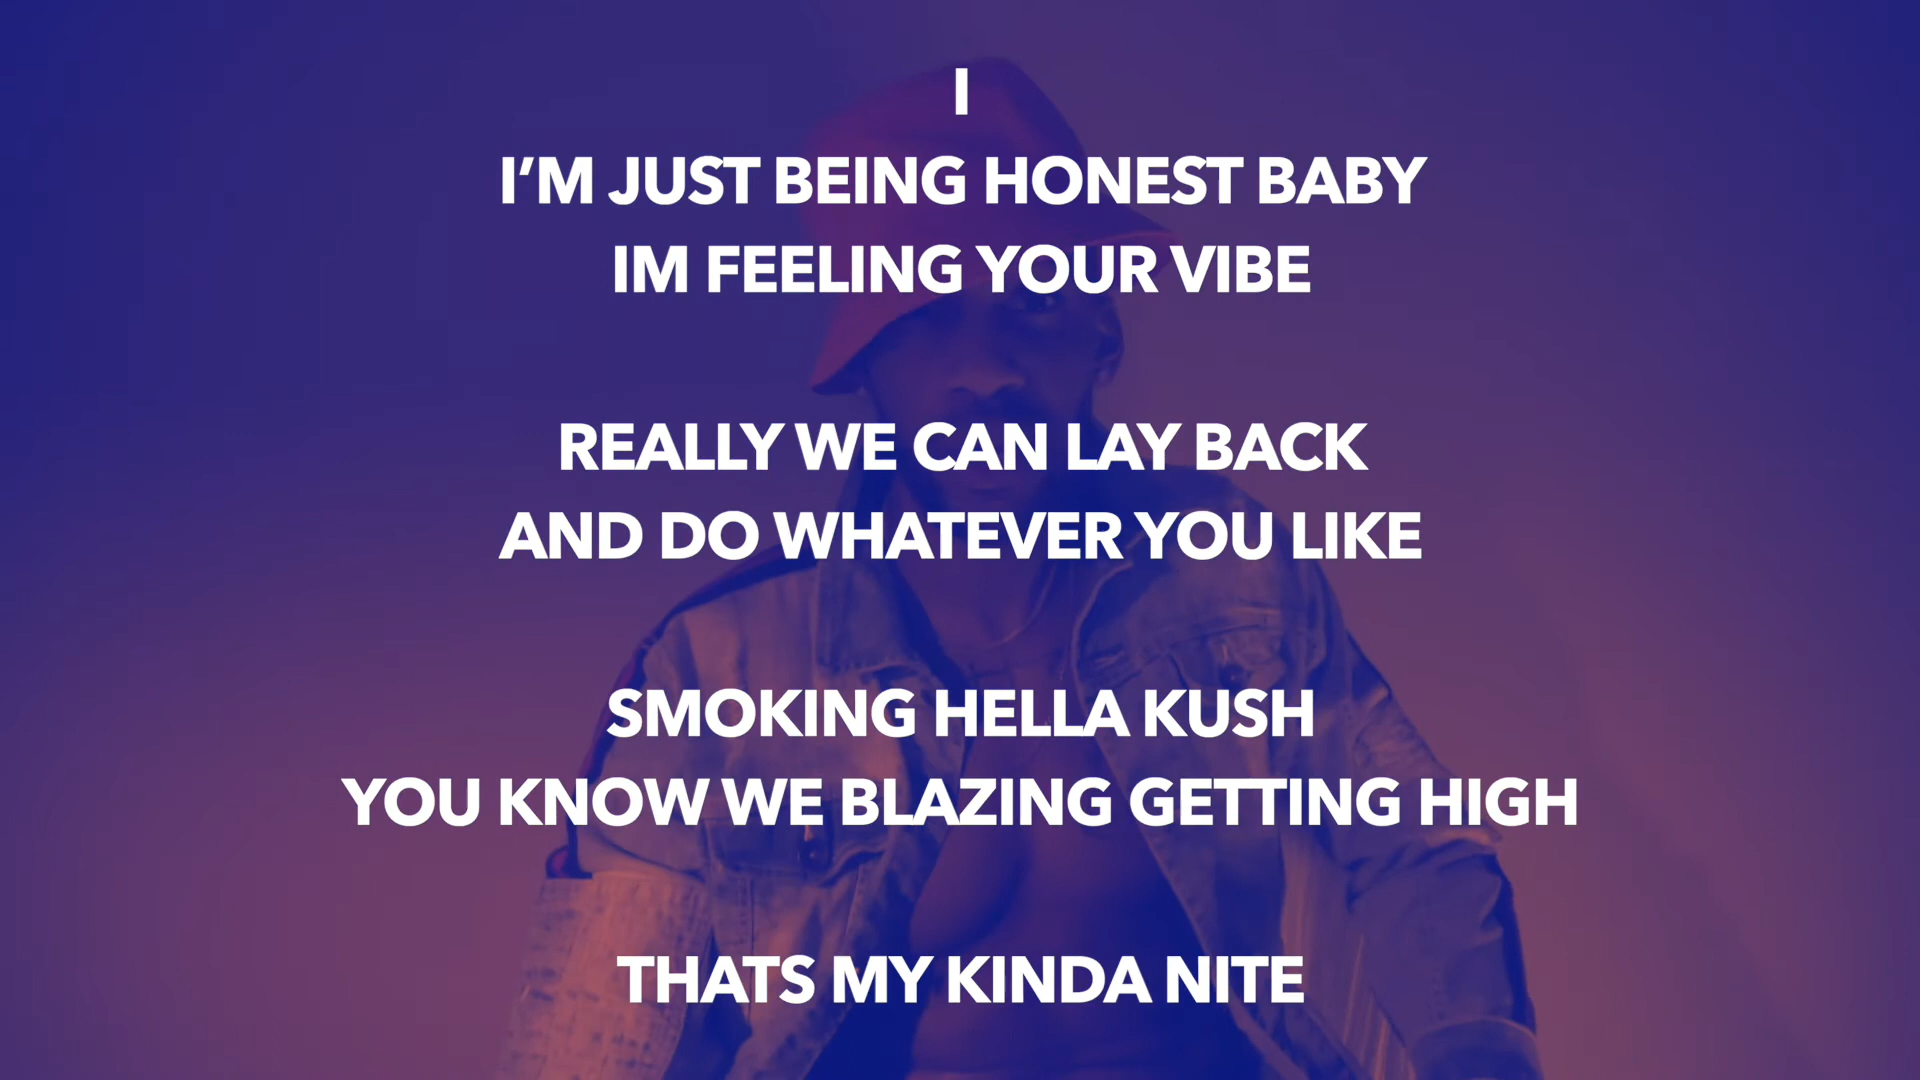 I
I’M JUST BEING HONEST BABY
IM FEELING YOUR VIBE
REALLY WE CAN LAY BACK
AND DO WHATEVER YOU LIKE
SMOKING HELLA KUSH
YOU KNOW WE BLAZING GETTING HIGH
THATS MY KINDA NITE